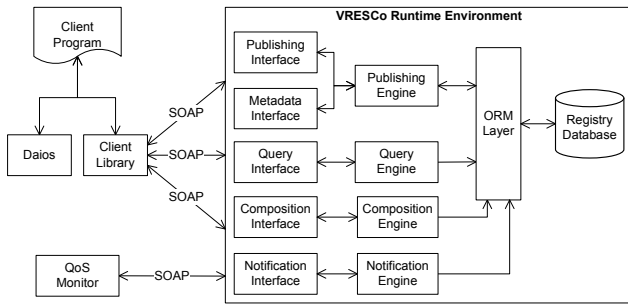 VRESCo Runtime Environment
Client
Program
Daios
Client
Library
QoS
Monitor
SOAP
SOAP
SOAP
SOAP
Publishing
Interface
Metadata
Interface
Publishing
Engine
Query
Interface
Query
Engine
Composition
Interface
Composition
Engine
Notification
Interface
Notification
Engine
ORM
Layer
Registry
Database